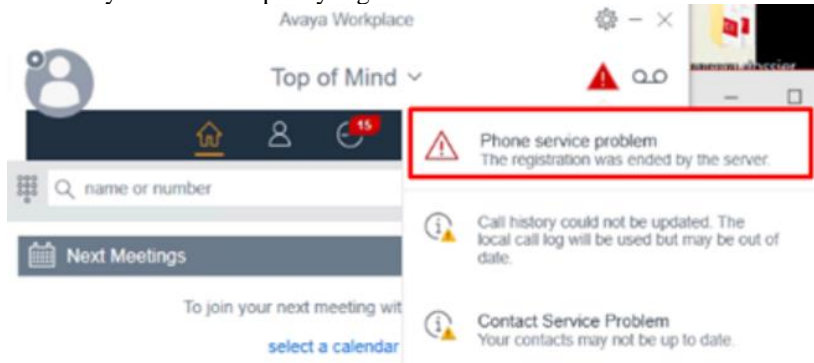 Avaya Workplace
Top of Mind
15
name or number
Next Meetings
To join your next meeting wit
select a calendar
Phone service problem
The registration was ended by the server.
Call history could not be updated. The
local call log will be used but may be out of
date.
Contact Service Problem
Your contacts may not be up to date.